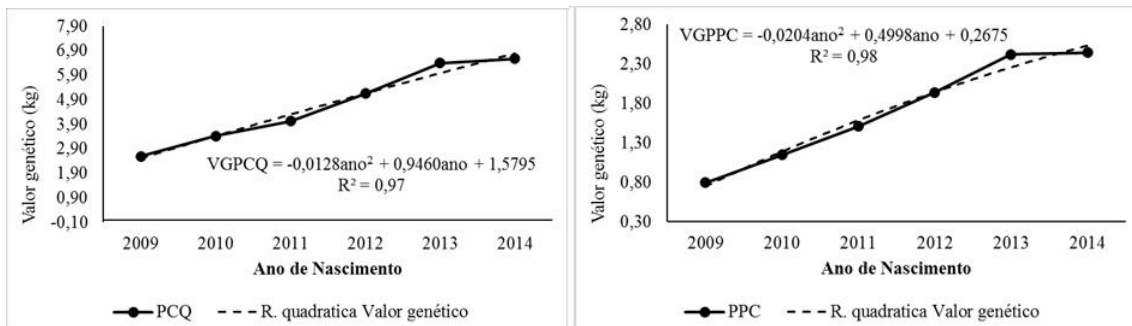 7,90
6,90
5,90
4,90
3,90
2,90
1,90
0,90
-0,10
Valor genético (kg)
VGPCQ = -0,0128ano² + 0,9460ano + 1,5795
R² = 0,97
2009 2010 2011 2012 2013 2014
Ano de Nascimento
PCQ R. quadratica Valor genético
2,80
2,30
1,80
1,30
0,80
0,30
Valor genético (kg)
VGPPC = -0,0204ano² + 0,4998ano + 0,2675
R² = 0,98
2009 2010 2011 2012 2013 2014
Ano de Nascimento
PPC R. quadratica Valor genético